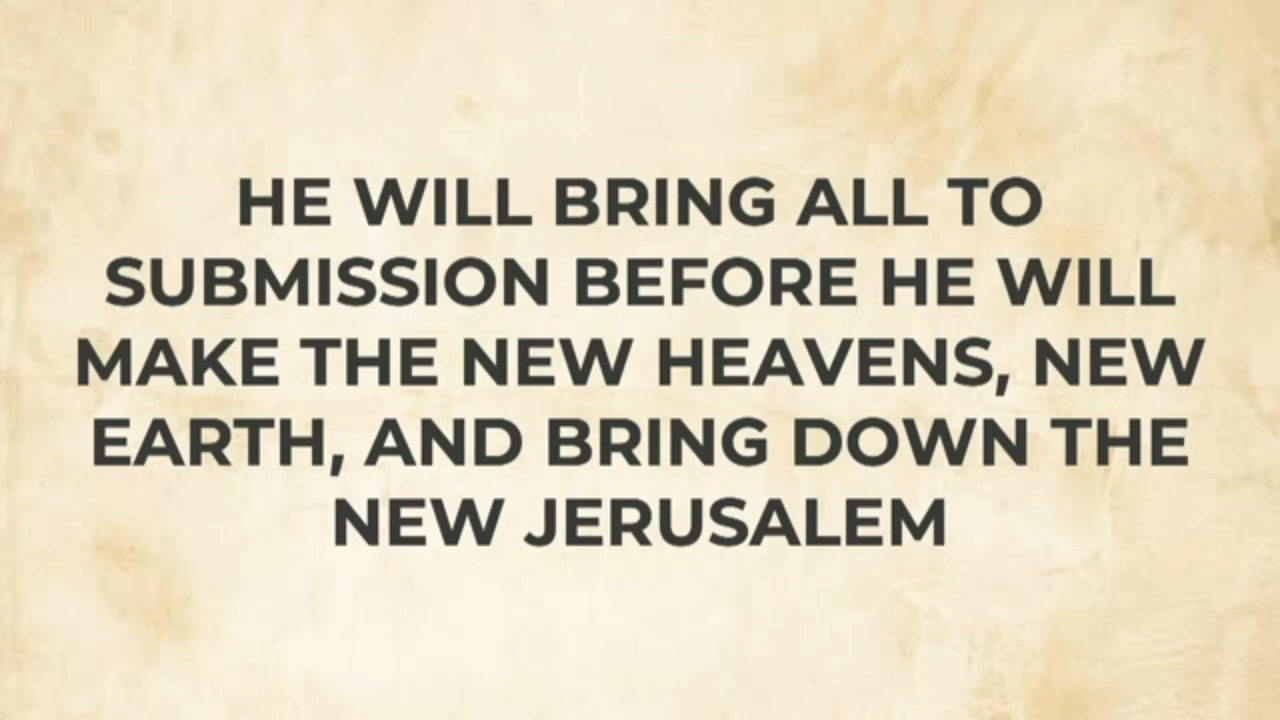 HE WILL BRING ALL TO
SUBMISSION BEFORE HE WILL
MAKE THE NEW HEAVENS, NEW
EARTH, AND BRING DOWN THE
NEW JERUSALEM